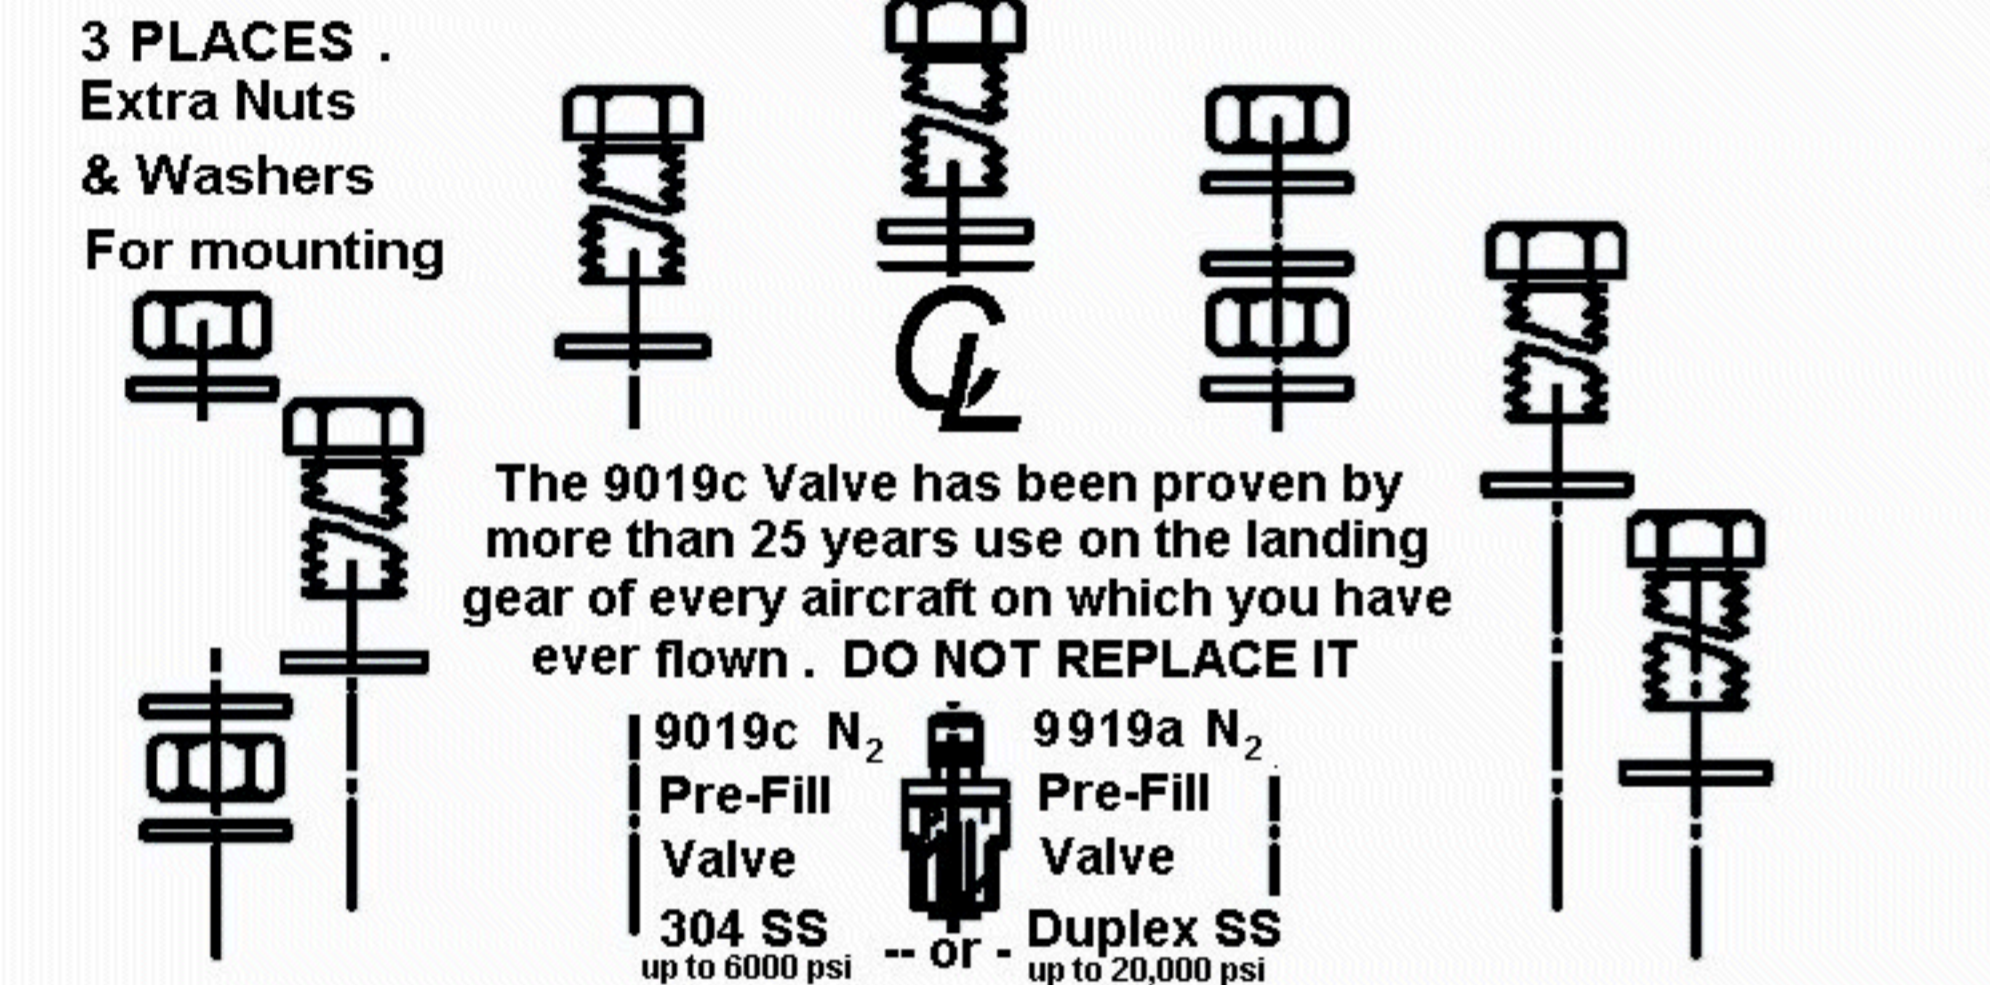 3 PLACES .
Extra Nuts
& Washers
For mounting
CL
The 9019c Valve has been proven by
more than 25 years use on the landing
gear of every aircraft on which you have
ever flown . DO NOT REPLACE IT
9019c N₂
Pre-Fill
Valve
304 SS
up to 6000 psi
-- or -
9919a N₂
Pre-Fill
Valve
Duplex SS
up to 20,000 psi